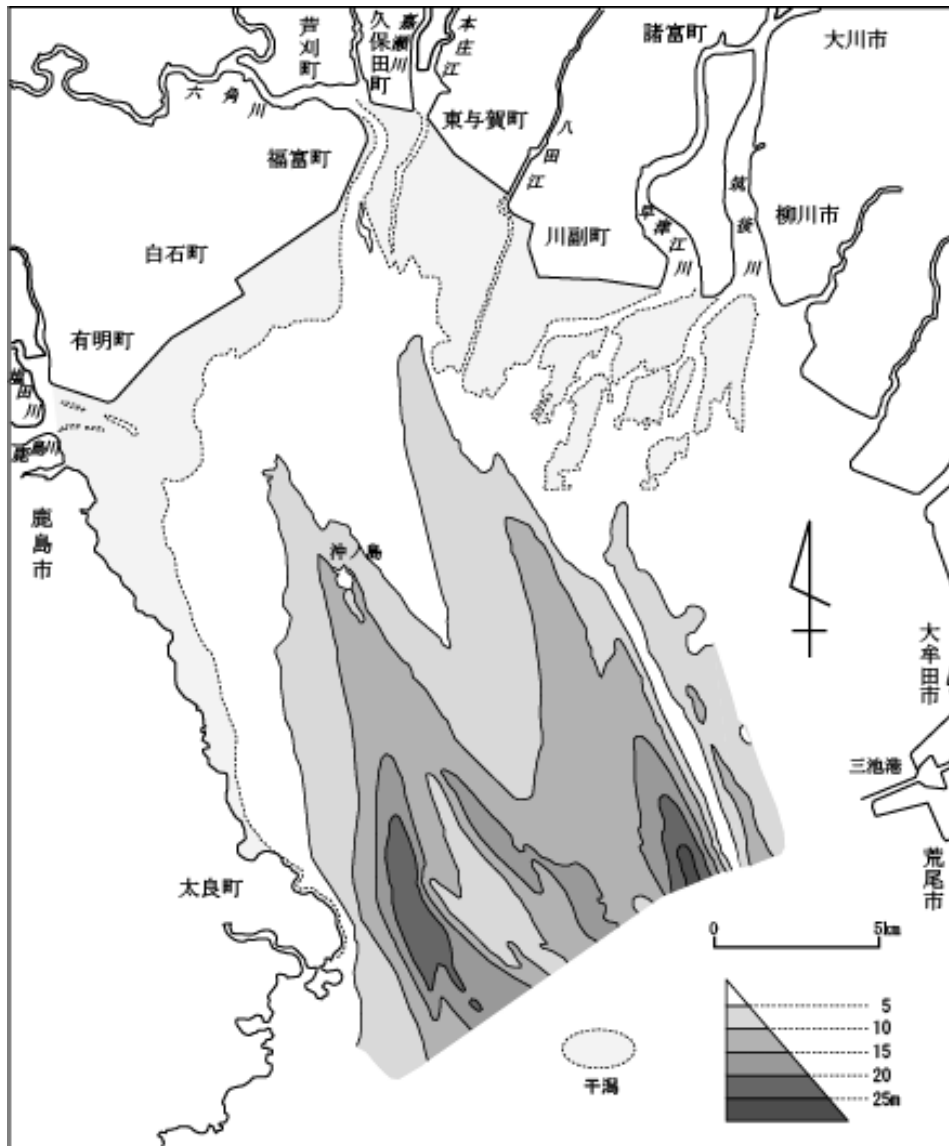 芦刈町
久保田町
嘉瀬川
本庄江
諸富町
大川市
六角川
東与賀町
八田江
福富町
早津江川
筑後川
柳川市
川副町
白石町
有明町
塩田川
鹿島川
鹿島市
沖ノ島
大牟田市
三池港
荒尾市
太良町
0 5km
5
10
15
20
25m
干潟